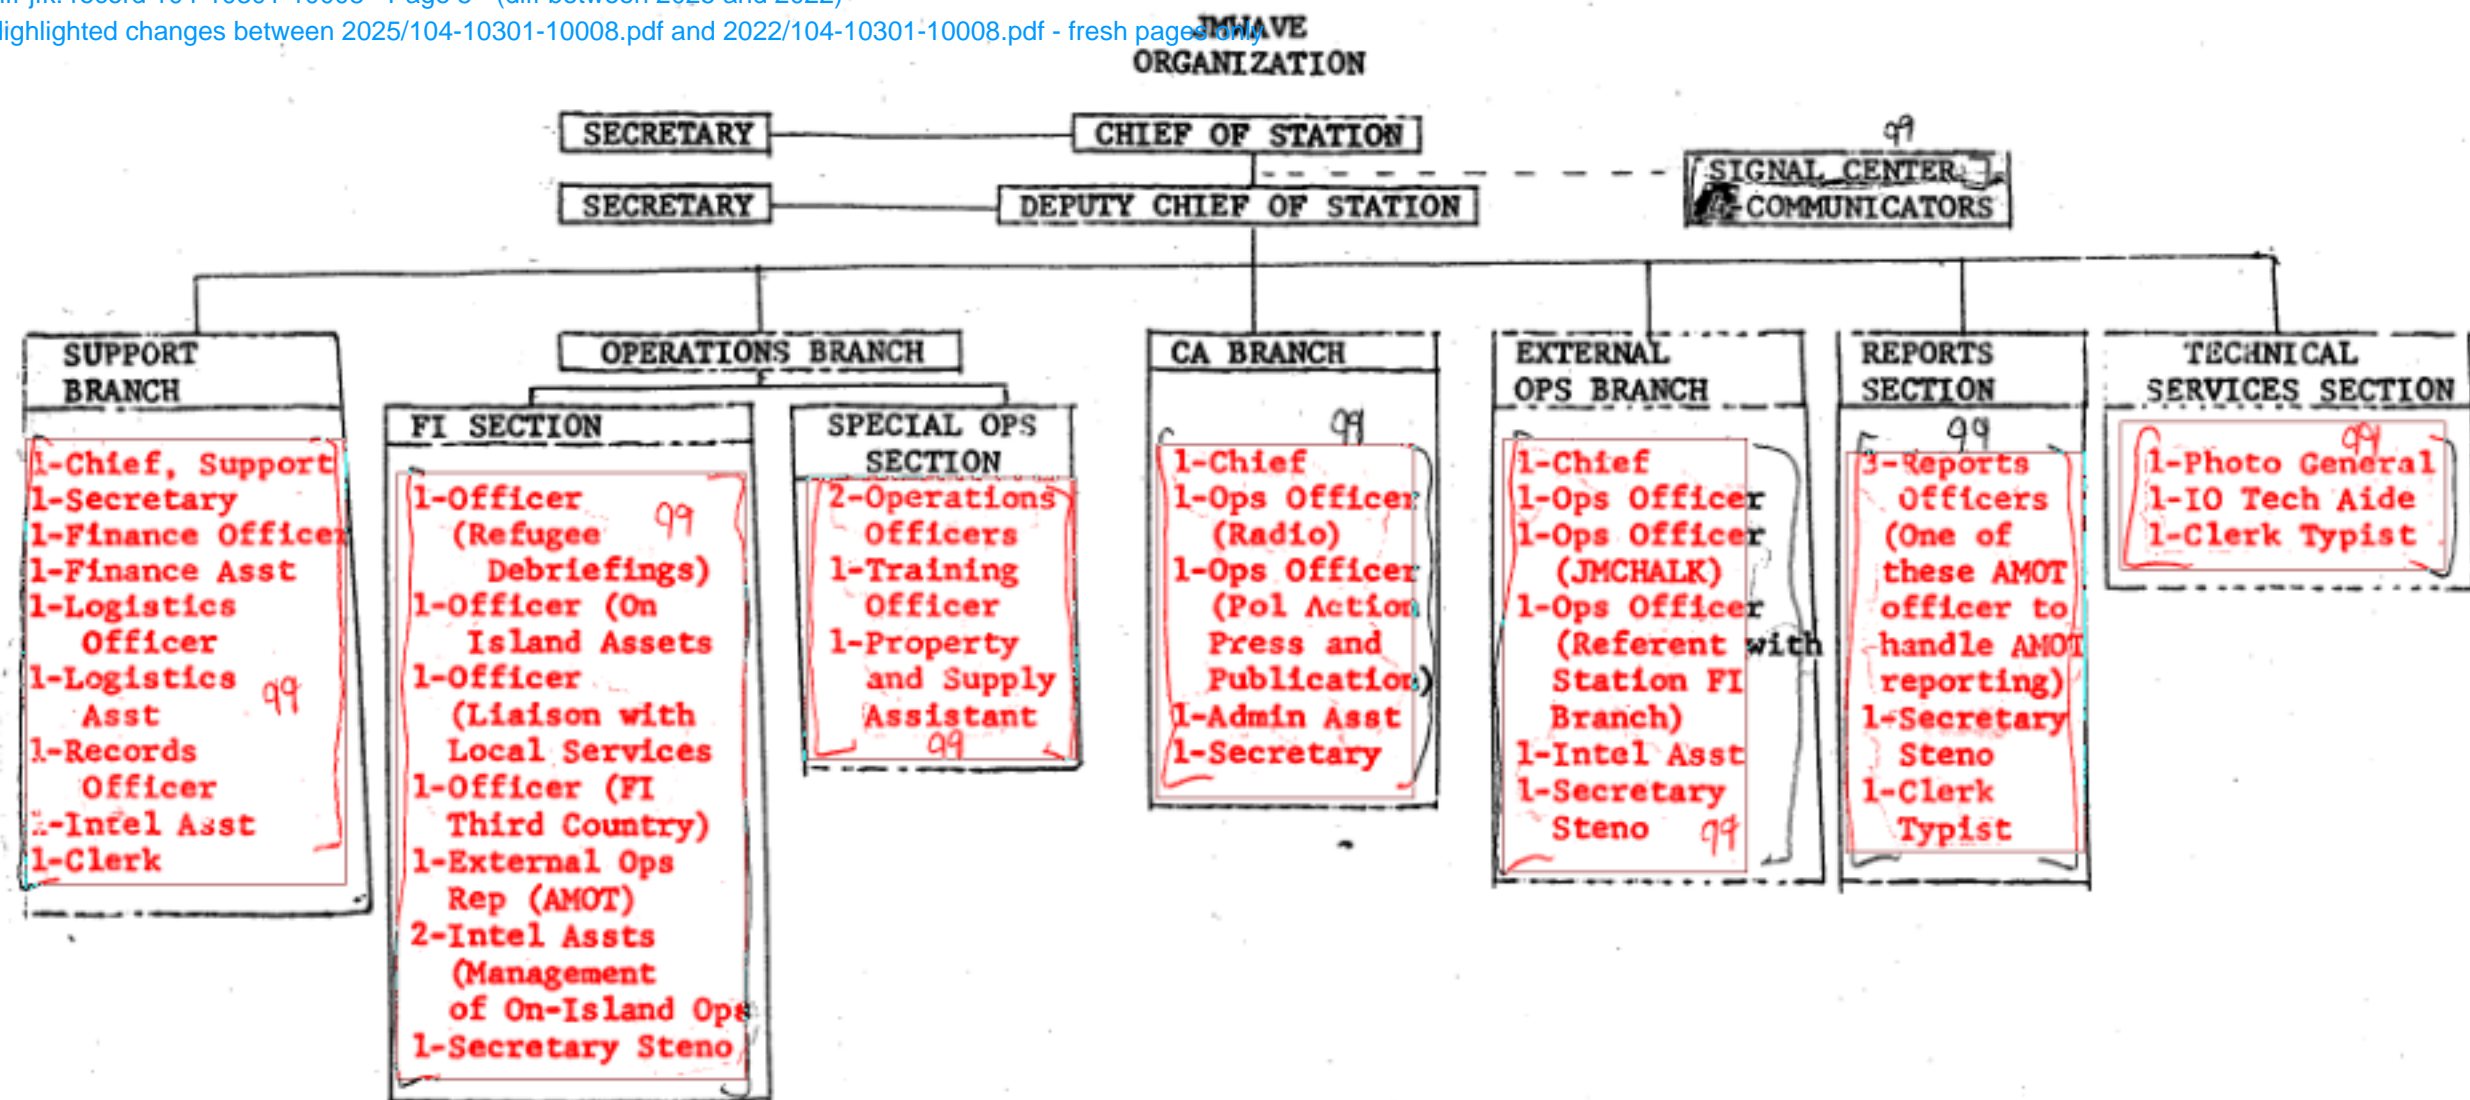 Highlighted changes between 2025/104-10301-10008.pdf and 2022/104-10301-10008.pdf - fresh pages only
JMWAVE
ORGANIZATION
SECRETARY
CHIEF OF STATION
99
SIGNAL CENTER
COMMUNICATORS
SECRETARY
DEPUTY CHIEF OF STATION
SUPPORT
BRANCH
1-Chief, Support
1-Secretary
1-Finance Officer
1-Finance Asst
1-Logistics
Officer
1-Logistics
Asst
99
1-Records
Officer
-Intel Asst
1-Clerk
OPERATIONS BRANCH
FI SECTION
1-Officer
(Refugee
99
Debriefings)
1-Officer (On
Island Assets
1-Officer
(Liaison with
Local Services
1-Officer (FI
Third Country)
1-External Ops
Rep (AMOT)
2-Intel Assts
(Management
of On-Island Ops
1-Secretary Steno
SPECIAL OPS
SECTION
2-Operations
Officers
1-Training
Officer
1-Property
and Supply
Assistant
99
CA BRANCH
99
1-Chief
1-Ops Officer
(Radio)
1-Ops Officer
(Pol Action
Press and
Publication)
1-Admin Asst
1-Secretary
EXTERNAL
OPS BRANCH
1-Chief
1-Ops Officer
1-Ops Officer
(JMCHALK)
1-Ops Officer
(Referent with
Station FI
Branch)
1-Intel Asst
1-Secretary
Steno
99
REPORTS
SECTION
99
3-Reports
Officers
(One of
these AMOT
officer to
handle AMOT
reporting)
1-Secretary
Steno
1-Clerk
Typist
TECHNICAL
SERVICES SECTION
99
1-Photo General
1-IO Tech Aide
1-Clerk Typist